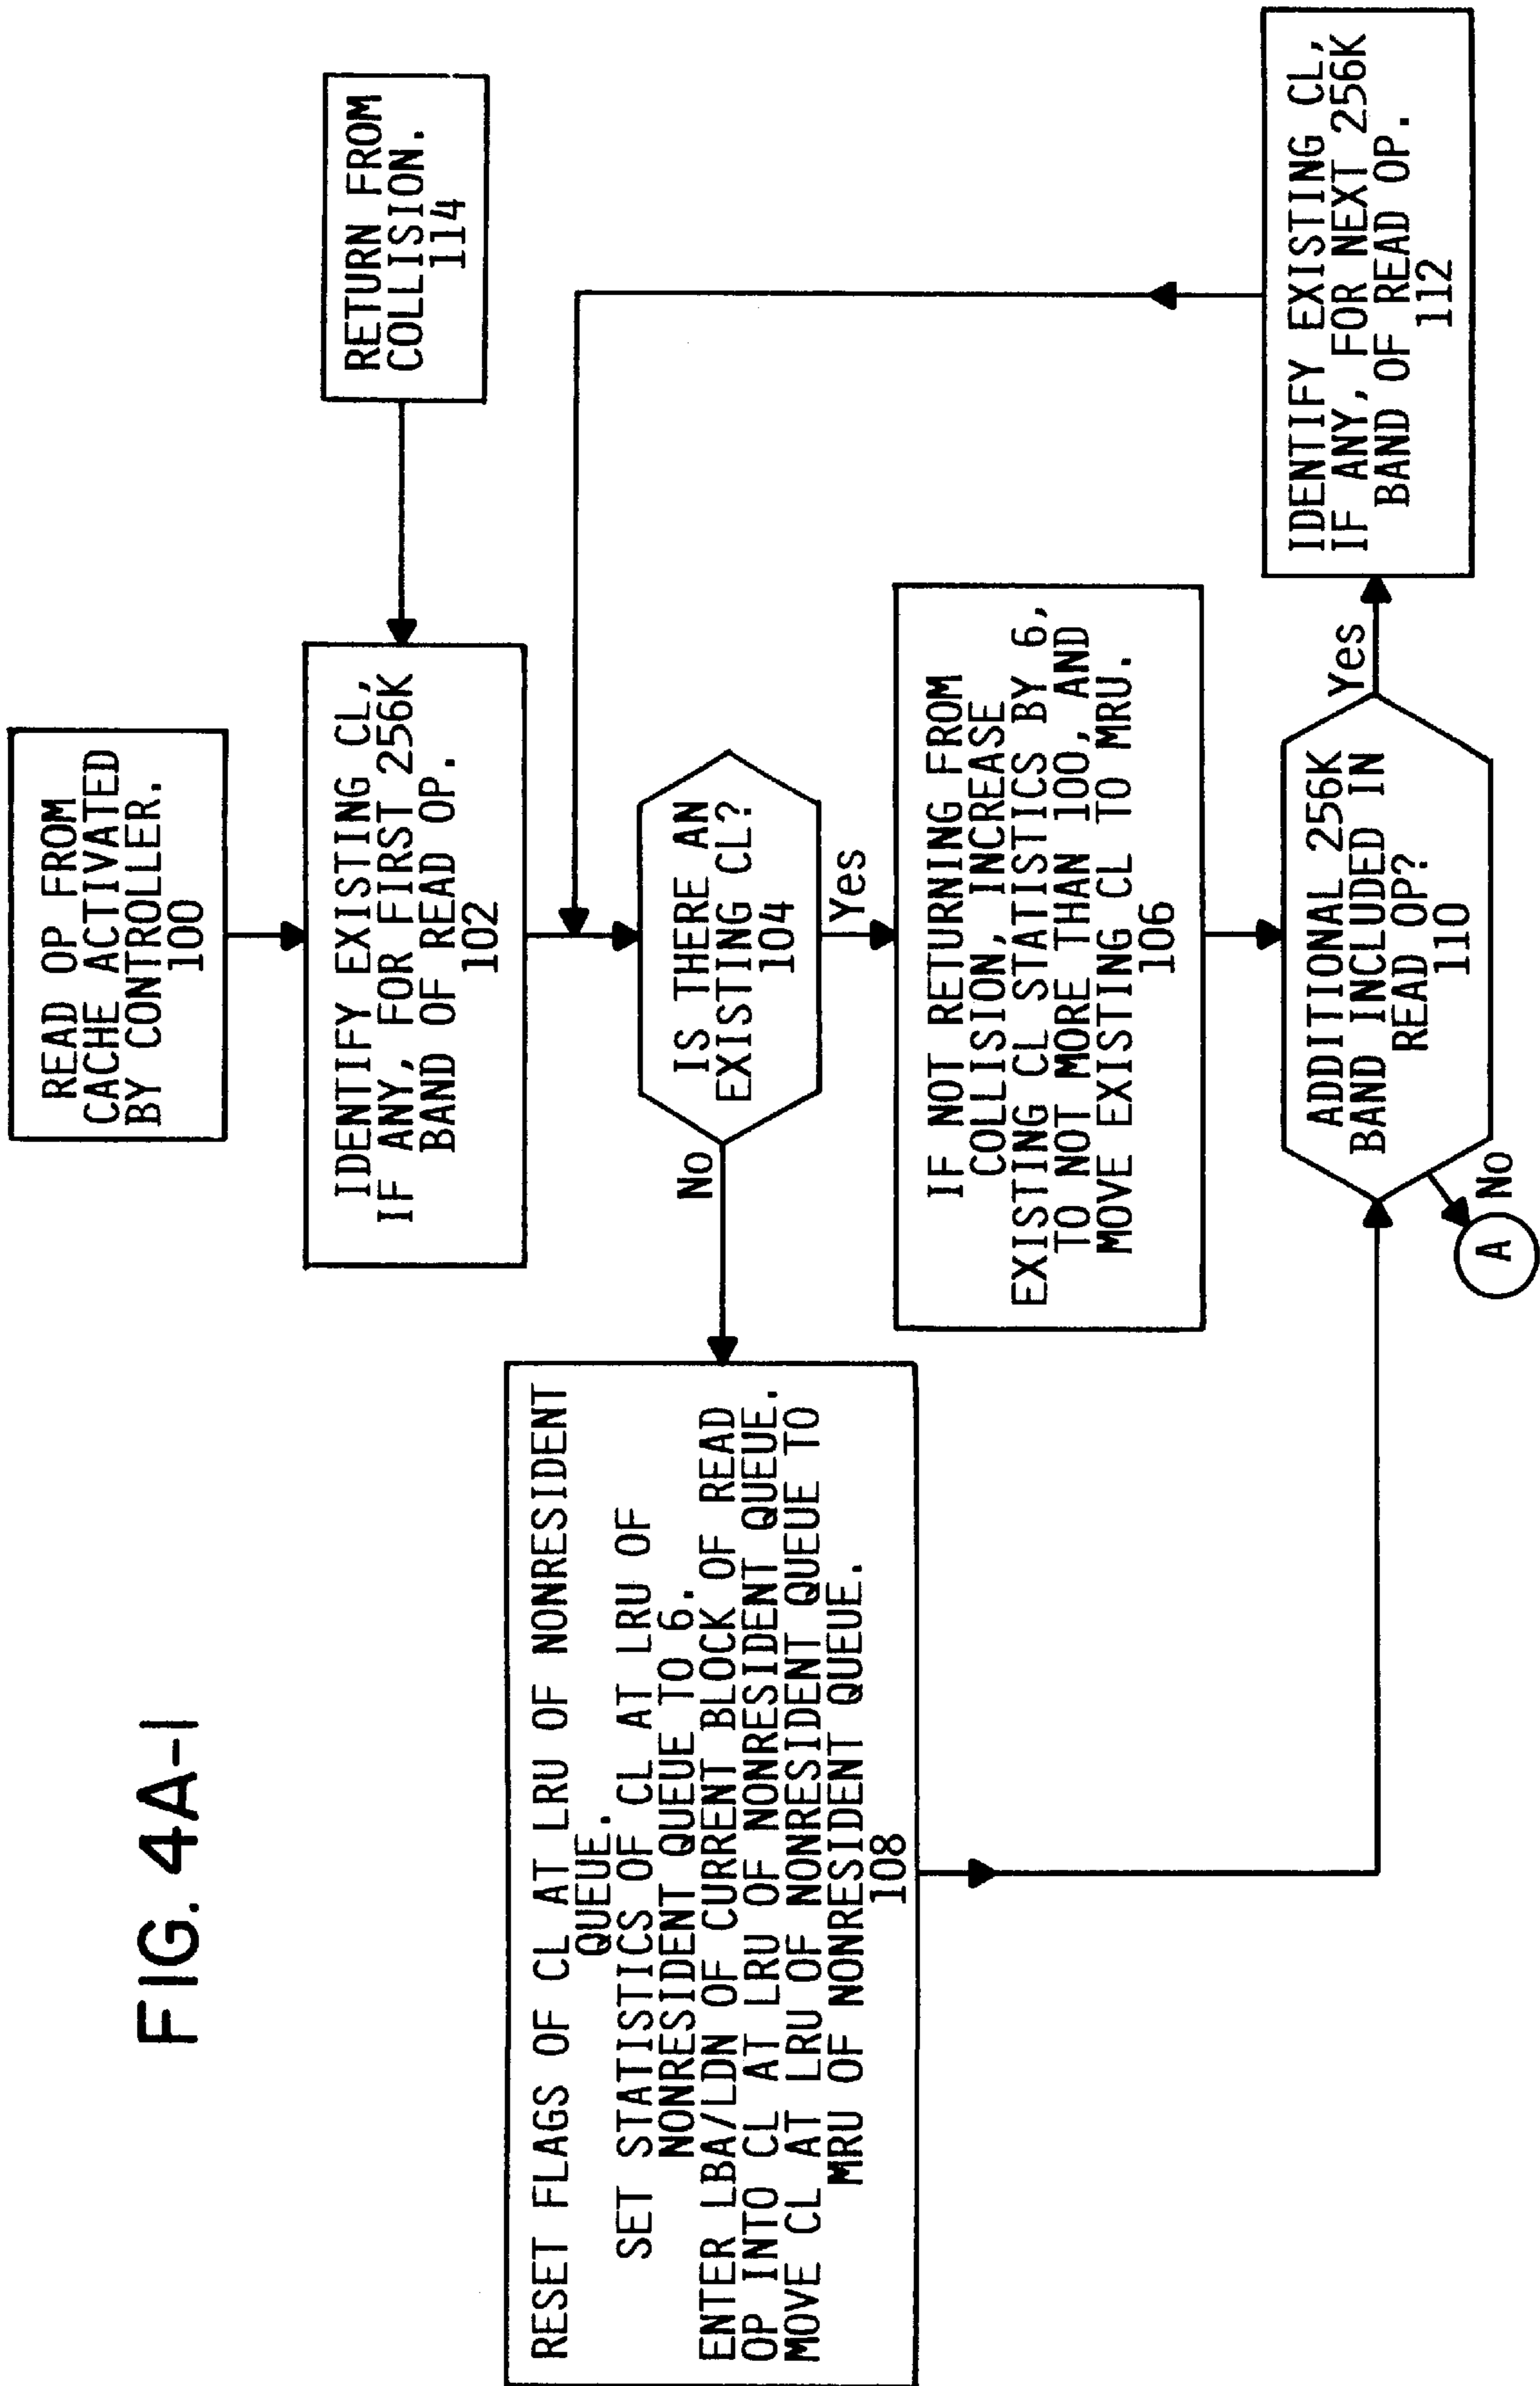 FIG. 4A-1
READ OP FROM
CACHE ACTIVATED
BY CONTROLLER.
100
RETURN FROM
COLLISION.
114
IDENTIFY EXISTING CL,
IF ANY, FOR FIRST 256K
BAND OF READ OP.
102
IS THERE AN
EXISTING CL?
104
No
Yes
RESET FLAGS OF CL AT LRU OF NONRESIDENT
QUEUE.
SET STATISTICS OF CL AT LRU OF
NONRESIDENT QUEUE TO 6.
ENTER LBA/LDN OF CURRENT BLOCK OF READ
OP INTO CL AT LRU OF NONRESIDENT QUEUE.
MOVE CL AT LRU OF NONRESIDENT QUEUE TO
MRU OF NONRESIDENT QUEUE.
108
IF NOT RETURNING FROM
COLLISION, INCREASE
EXISTING CL STATISTICS BY 6,
TO NOT MORE THAN 100, AND
MOVE EXISTING CL TO MRU.
106
ADDITIONAL 256K
BAND INCLUDED IN
READ OP?
110
Yes
No
A
IDENTIFY EXISTING CL,
IF ANY, FOR NEXT 256K
BAND OF READ OP.
112